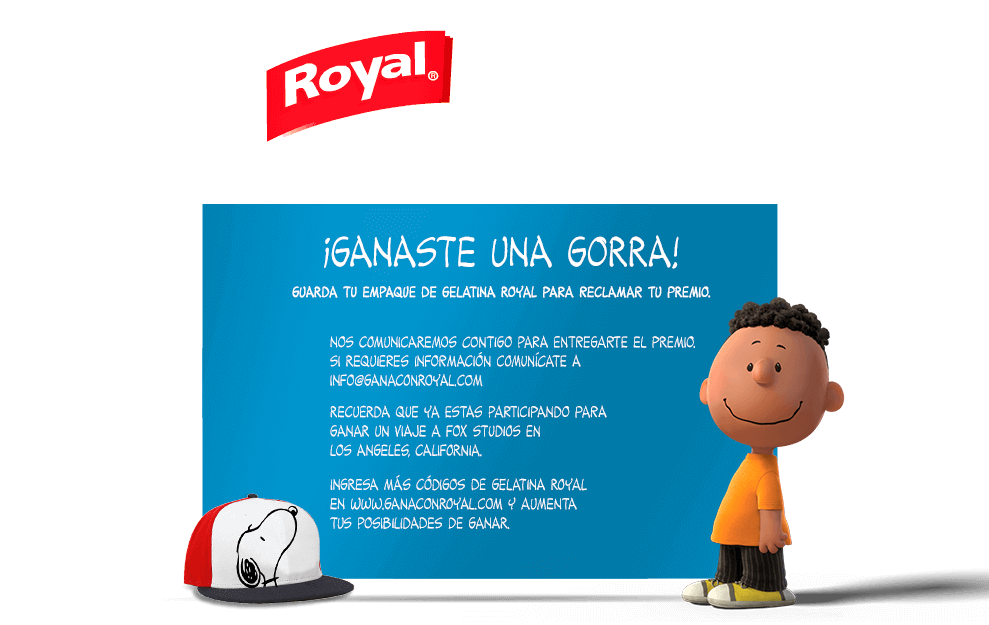 Royal®
¡GANASTE UNA GORRA!
GUARDA TU EMPAQUE DE GELATINA ROYAL PARA RECLAMAR TU PREMIO.
NOS COMUNICAREMOS CONTIGO PARA ENTREGARTE EL PREMIO.
SI REQUIERES INFORMACIÓN COMUNÍCATE A
INFO@GANACONROYAL.COM
RECUERDA QUE YA ESTAS PARTICIPANDO PARA
GANAR UN VIAJE A FOX STUDIOS EN
LOS ANGELES, CALIFORNIA.
INGRESA MÁS CÓDIGOS DE GELATINA ROYAL
EN WWW.GANACONROYAL.COM Y AUMENTA
TUS POSIBILIDADES DE GANAR.